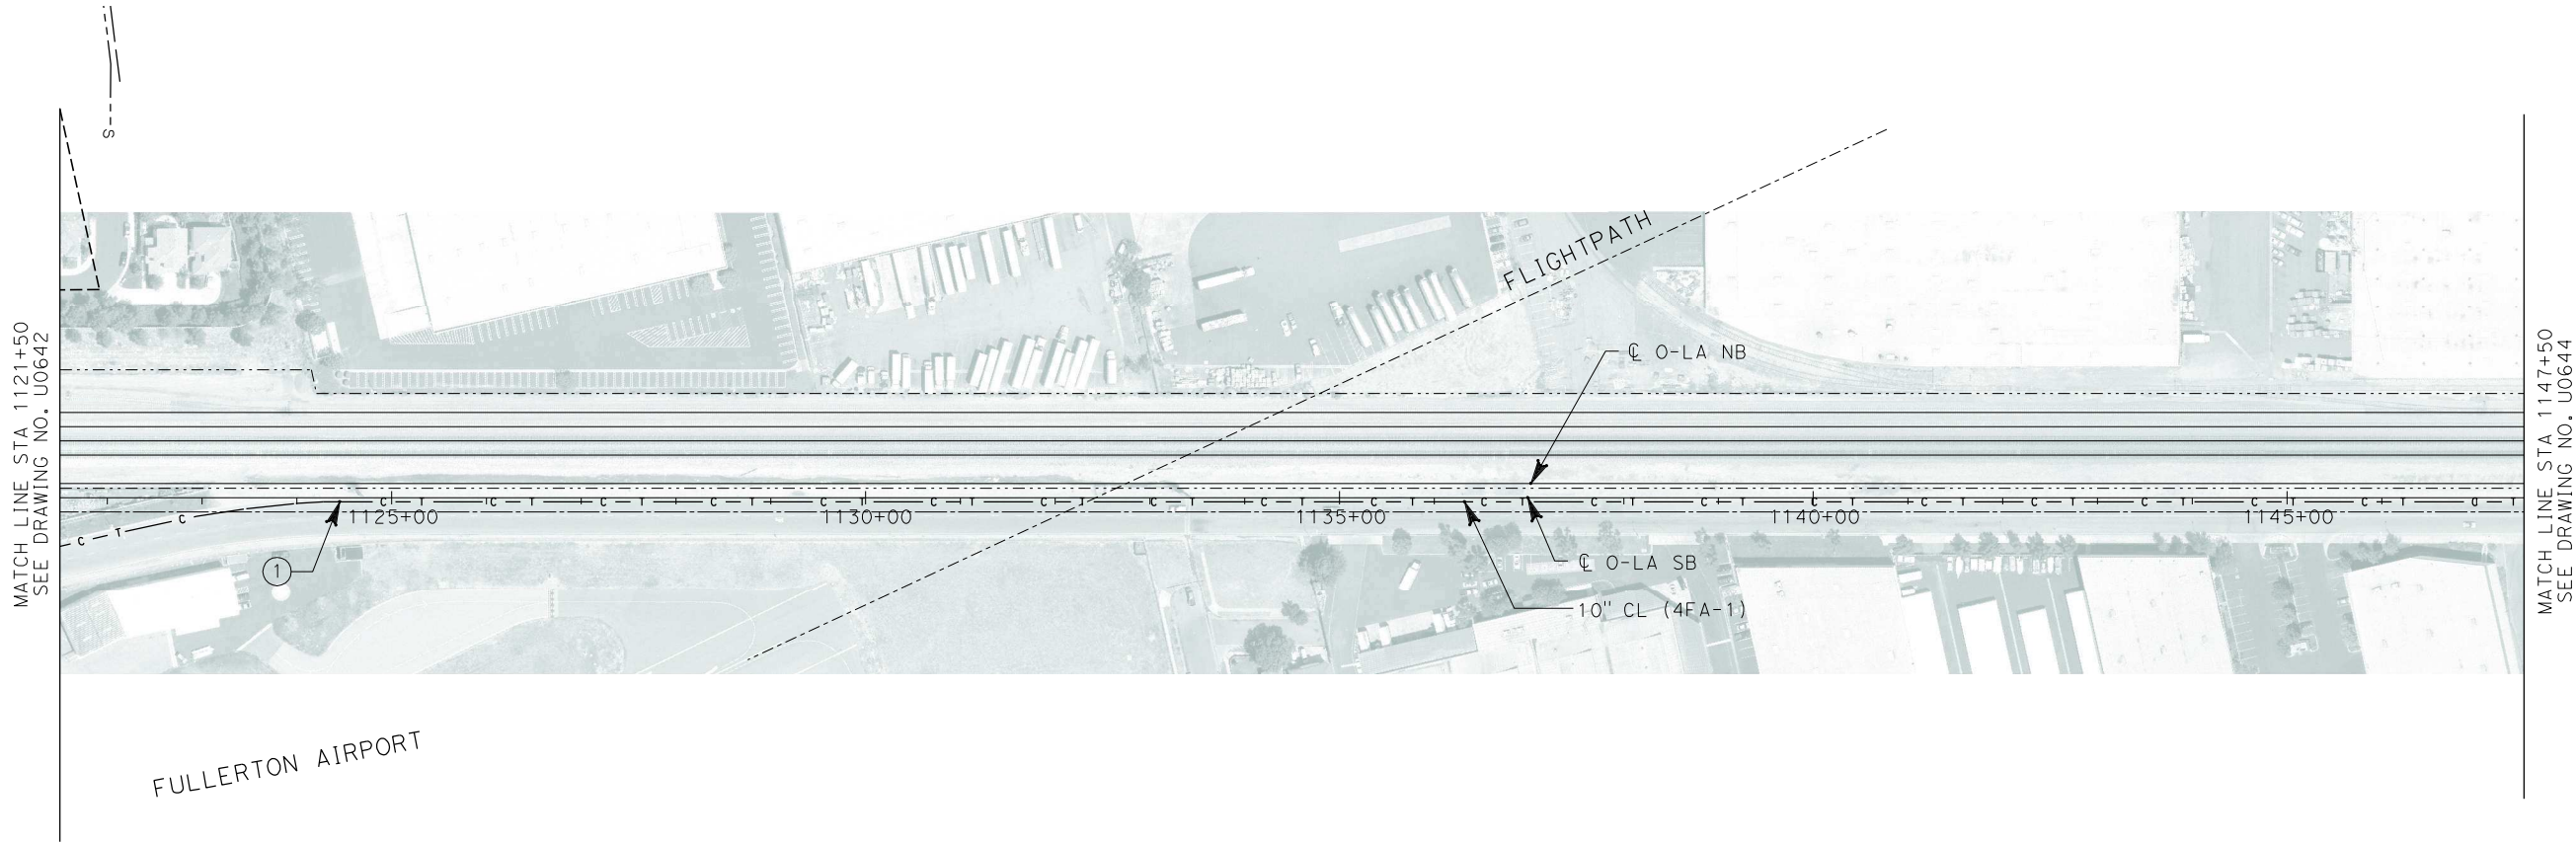 S
FLIGHTPATH
℄ O-LA NB
MATCH LINE STA 1121+50
SEE DRAWING NO. U0642
MATCH LINE STA 1147+50
SEE DRAWING NO. U0644
C T C C T C T C T C T C T C T C T C T C T C T C T C T C T C T C T C T C T C T C T C T
1125+00
1130+00
1135+00
1140+00
1145+00
1
℄ O-LA SB
10" CL (4FA-1)
FULLERTON AIRPORT